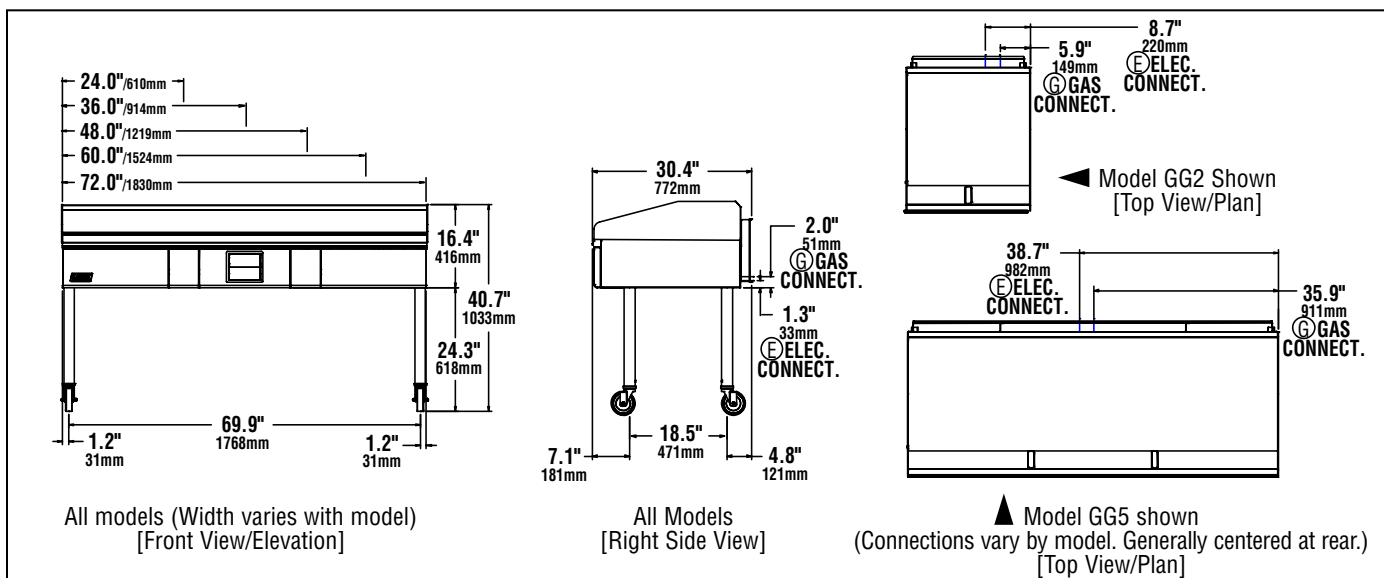 24.0"/610mm
36.0"/914mm
48.0"/1219mm
60.0"/1524mm
72.0"/1830mm
16.4"
416mm
40.7"
1033mm
24.3"
618mm
69.9"
1768mm
1.2"
31mm
1.2"
31mm
All models (Width varies with model)
[Front View/Elevation]
30.4"
772mm
2.0"
51mm
Ⓖ GAS
CONNECT.
1.3"
33mm
Ⓔ ELEC.
CONNECT.
18.5"
471mm
7.1"
181mm
4.8"
121mm
All Models
[Right Side View]
8.7"
220mm
Ⓔ ELEC.
CONNECT.
5.9"
149mm
Ⓖ GAS
CONNECT.
Model GG2 Shown
[Top View/Plan]
38.7"
982mm
Ⓔ ELEC.
CONNECT.
35.9"
911mm
Ⓖ GAS
CONNECT.
Model GG5 shown
(Connections vary by model. Generally centered at rear.)
[Top View/Plan]